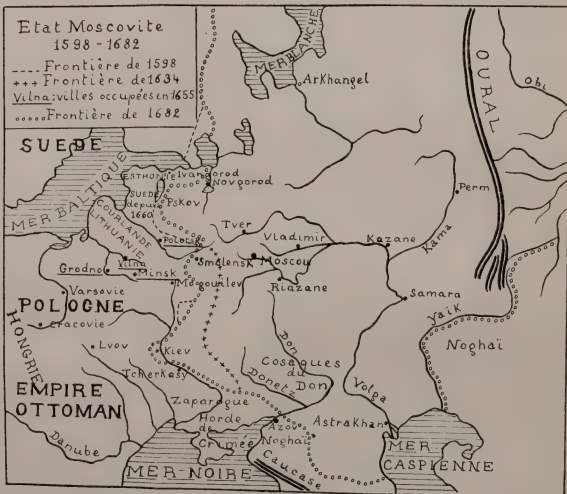 Etat Moscovite
1598-1682
Frontière de 1598
+++ Frontière de 1634
Vilna: villes occupées en 1655
Frontière de 1682
MER BLANCHE
Arkhangel
OURAL
Obi
SUEDE
MER BALTIQUE
ESTHONIE
Ivangorod
Novgorod
SUEDE
depuis
1660
Pskov
COURLANDE
LITHUANIE
Perm
Kama
Tver
Vladimir
Kazane
Polotsk
Smolensk
Moscou
Vilna
Grodno
Minsk
Mogouilev
Riazane
Samara
Yaik
Varsovie
POLOGNE
Cracovie
HONGRIE
Noghaï
Lvov
Kiev
Don
Cosaques
du
Don
Donetz
Volga
Tcherkasy
EMPIRE
OTTOMAN
Zaparogue
Horde
de
Crimée
Azov
Noghaï
Astrakhan
Danube
MER-NOIRE
Caucase
MER
CASPIENNE